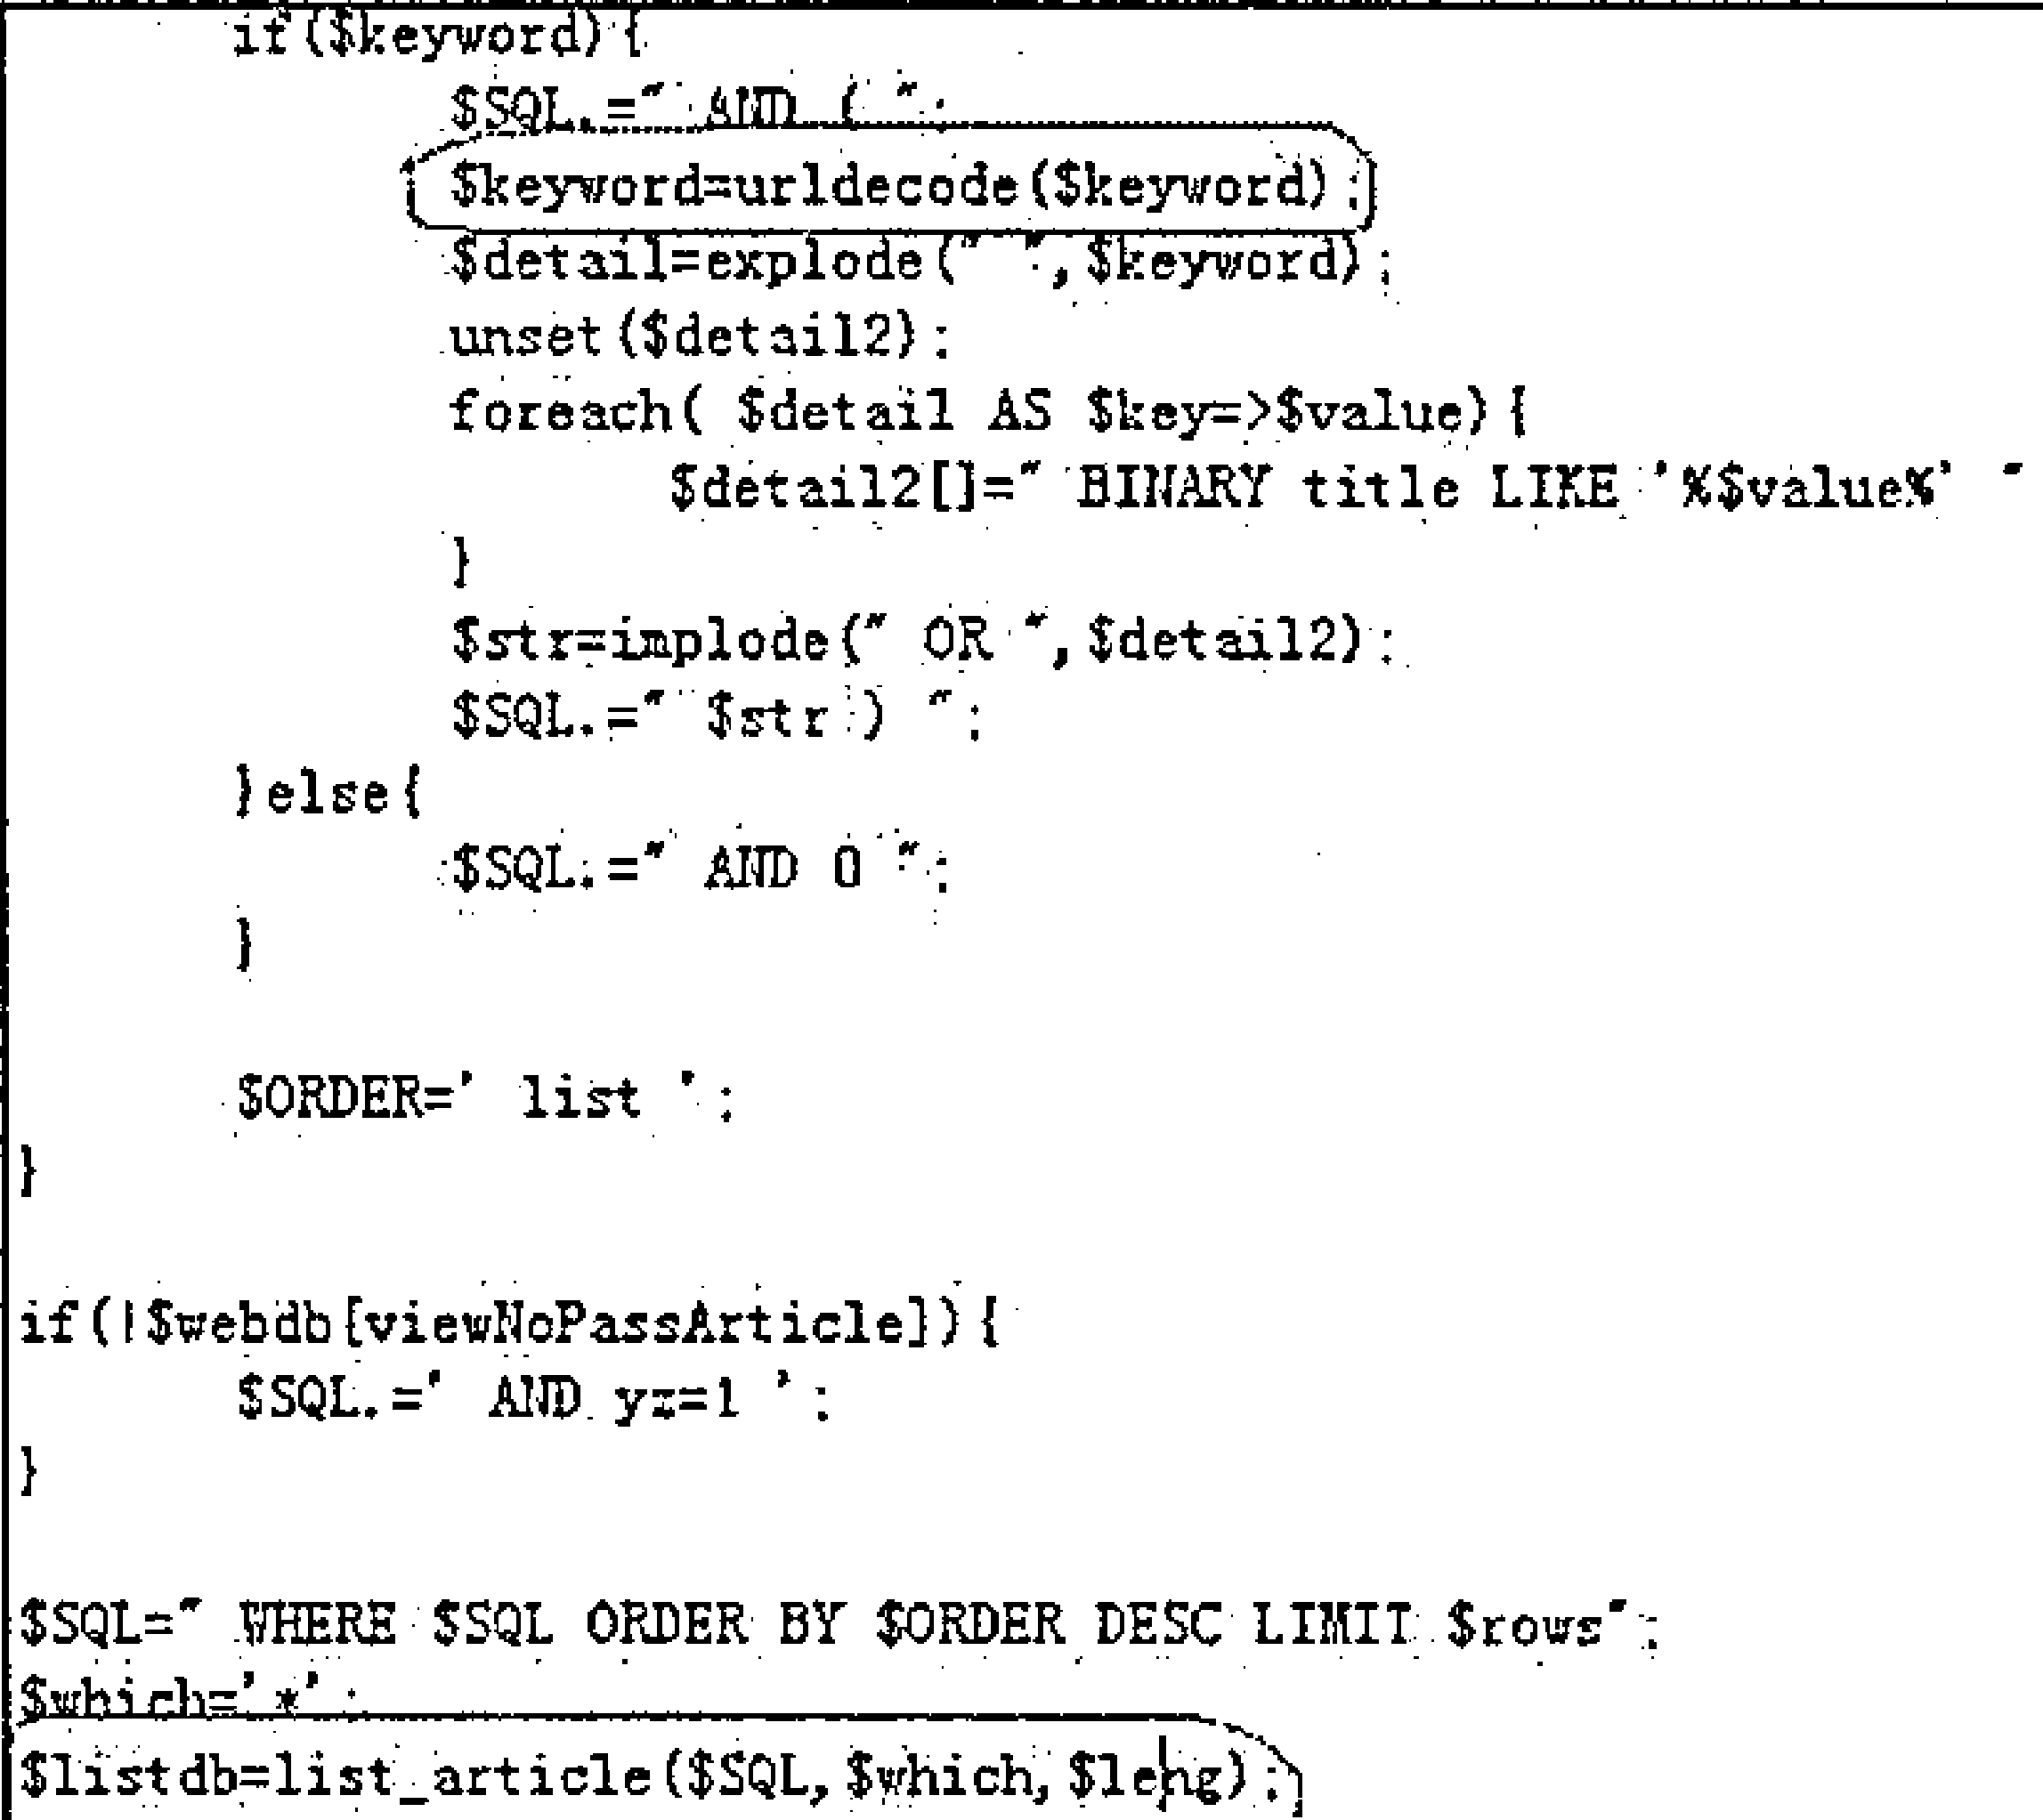 if($keyword){
$SQL.=" AND ( ";
$keyword=urldecode($keyword);
$detail=explode(" ",$keyword);
unset($detail2);
foreach( $detail AS $key=>$value){
$detail2[]=" BINARY title LIKE '%$value%' "
}
$str=implode(" OR ",$detail2);
$SQL.=" $str ) ";
}else{
$SQL.=" AND 0 ";
}
$ORDER=' list ';
}
if(!$webdb[viewNoPassArticle]){
$SQL.=' AND yz=1 ';
}
$SQL=" WHERE $SQL ORDER BY $ORDER DESC LIMIT $rows";
$which='*';
$listdb=list_article($SQL,$which,$leng);